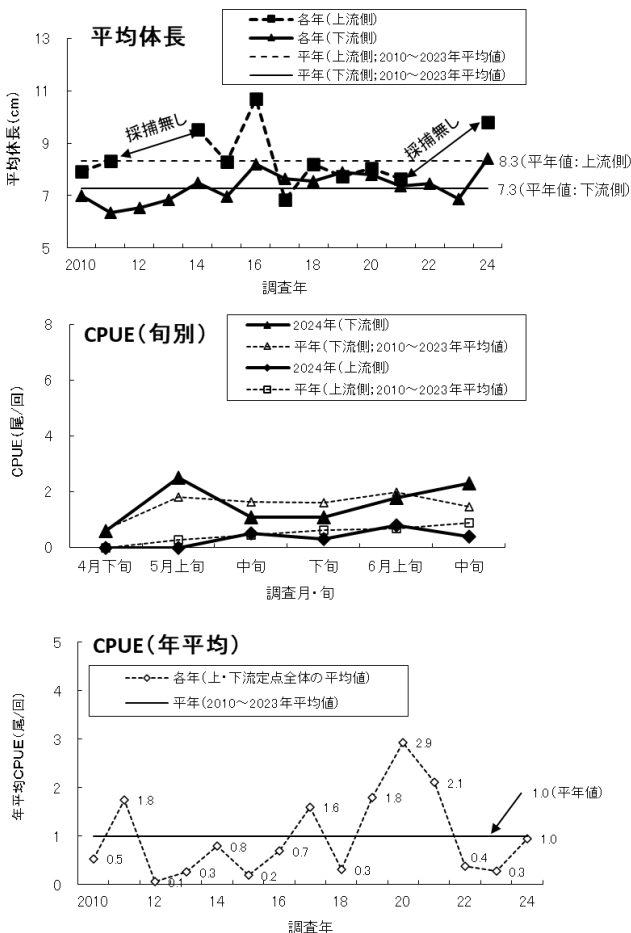 平均体長
各年(上流側)
各年(下流側)
平年(上流側;2010～2023年平均値)
平年(下流側;2010～2023年平均値)
平均体長(cm)
13
11
9
7
5
採捕無し
採捕無し
8.3(平年値:上流側)
7.3(平年値:下流側)
2010 12 14 16 18 20 22 24
調査年
CPUE(旬別)
2024年(下流側)
平年(下流側;2010～2023年平均値)
2024年(上流側)
平年(上流側;2010～2023年平均値)
CPUE(尾/回)
8
6
4
2
0
4月下旬 5月上旬 中旬 下旬 6月上旬 中旬
調査月・旬
CPUE(年平均)
各年(上・下流定点全体の平均値)
平年(2010～2023年平均値)
年平均CPUE(尾/回)
5
4
3
2
1
0
0.5
1.8
0.1
0.3
0.8
0.2
0.7
1.6
0.3
1.8
2.9
2.1
0.4
0.3
1.0
1.0(平年値)
2010 12 14 16 18 20 22 24
調査年